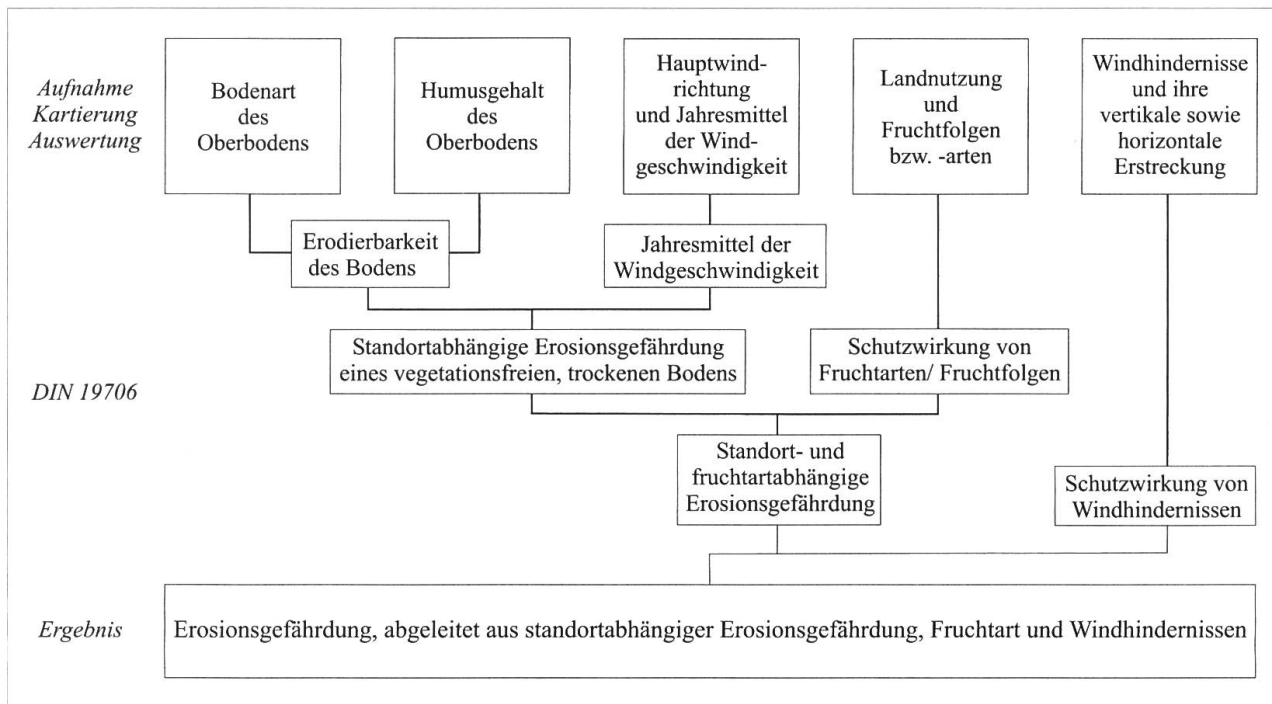 Aufnahme
Kartierung
Auswertung
Bodenart
des
Oberbodens
Humusgehalt
des
Oberbodens
Hauptwind-
richtung
und Jahresmittel
der Wind-
geschwindigkeit
Landnutzung
und
Fruchtfolgen
bzw. -arten
Windhindernisse
und ihre
vertikale sowie
horizontale
Erstreckung
Erodierbarkeit
des Bodens
Jahresmittel der
Windgeschwindigkeit
DIN 19706
Standortabhängige Erosionsgefährdung
eines vegetationsfreien, trockenen Bodens
Schutzwirkung von
Fruchtarten/ Fruchtfolgen
Standort- und
fruchtartabhängige
Erosionsgefährdung
Schutzwirkung von
Windhindernissen
Ergebnis
Erosionsgefährdung, abgeleitet aus standortabhängiger Erosionsgefährdung, Fruchtart und Windhindernissen